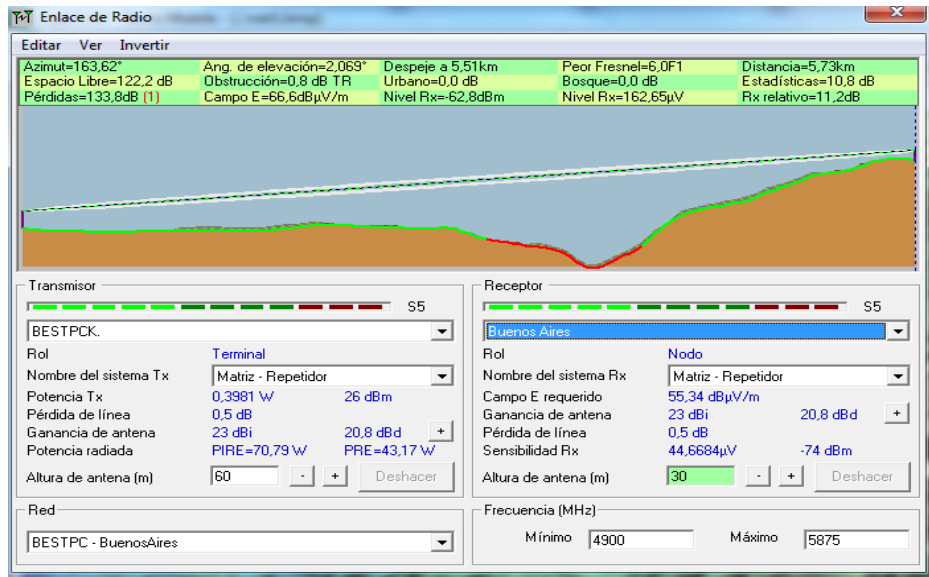 Enlace de Radio
Editar Ver Invertir
Azimut=163,62° Ang. de elevación=2,069° Despeje a 5,51km Peor Fresnel=6,0F1 Distancia=5,73km
Espacio Libre=122,2 dB Obstrucción=0,8 dB TR Urbano=0,0 dB Bosque=0,0 dB Estadísticas=10,8 dB
Pérdidas=133,8dB (1) Campo E=66,6dBµV/m Nivel Rx=-62,8dBm Nivel Rx=162,65µV Rx relativo=11,2dB
Transmisor
S5
BESTPCK.
Rol Terminal
Nombre del sistema Tx Matriz - Repetidor
Potencia Tx 0,3981 W 26 dBm
Pérdida de línea 0,5 dB
Ganancia de antena 23 dBi 20,8 dBd +
Potencia radiada PIRE=70,79 W PRE=43,17 W
Altura de antena (m) 60 - + Deshacer
Red
BESTPC - BuenosAires
Receptor
S5
Buenos Aires
Rol Nodo
Nombre del sistema Rx Matriz - Repetidor
Campo E requerido 55,34 dBµV/m
Ganancia de antena 23 dBi 20,8 dBd +
Pérdida de línea 0,5 dB
Sensibilidad Rx 44,6684µV -74 dBm
Altura de antena (m) 30 - + Deshacer
Frecuencia (MHz)
Mínimo 4900 Máximo 5875